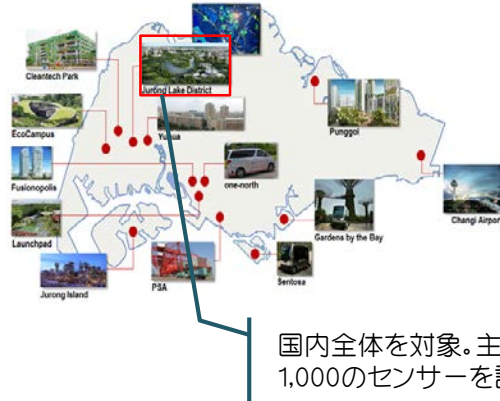 Cleantech Park
Jurong Lake District
EcoCampus
Yuhua
Punggol
Fusionopolis
one-north
Launchpad
Gardens by the Bay
Changi Airport
Jurong Island
PSA
Sentosa
国内全体を対象。主
1,000のセンサーを